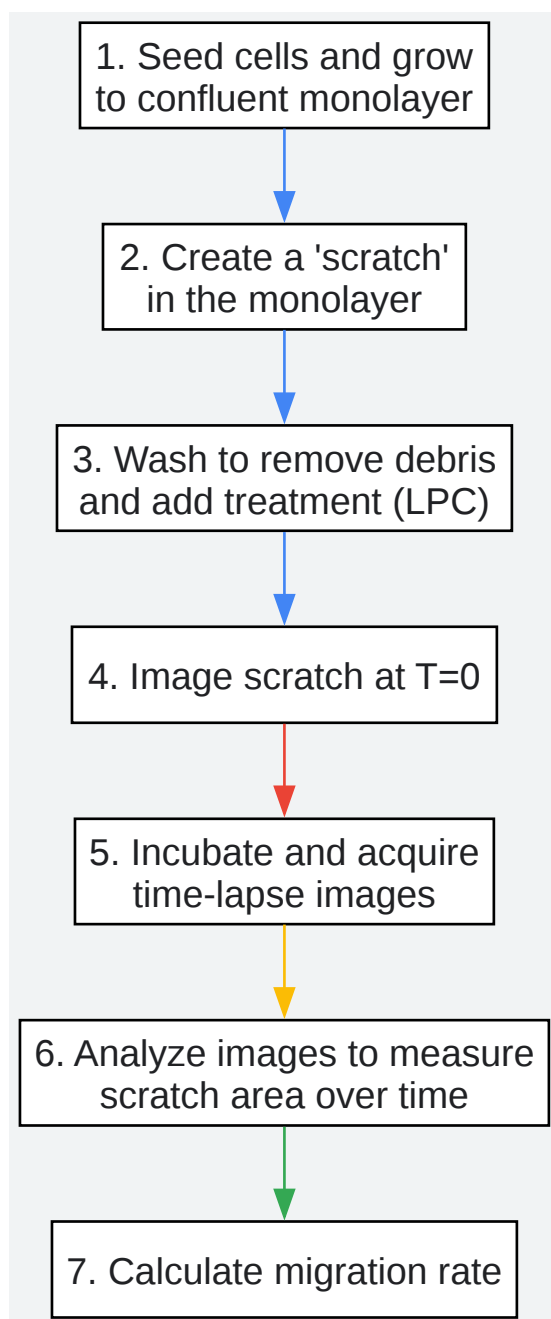 1. Seed cells and grow
to confluent monolayer
2. Create a 'scratch'
in the monolayer
3. Wash to remove debris
and add treatment (LPC)
4. Image scratch at T=0
5. Incubate and acquire
time-lapse images
6. Analyze images to measure
scratch area over time
7. Calculate migration rate